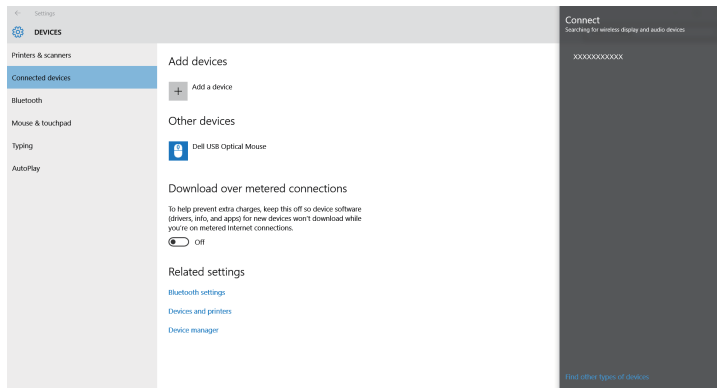 Settings
DEVICES
Printers & scanners
Connected devices
Bluetooth
Mouse & touchpad
Typing
AutoPlay
Add devices
Add a device
Other devices
Dell USB Optical Mouse
Download over metered connections
To help prevent extra charges, keep this off so device software
(drivers, info, and apps) for new devices won't download while
you're on metered Internet connections.
Off
Related settings
Bluetooth settings
Devices and printers
Device manager
Connect
Searching for wireless display and audio devices
XXXXXXXXXXX
Find other types of devices